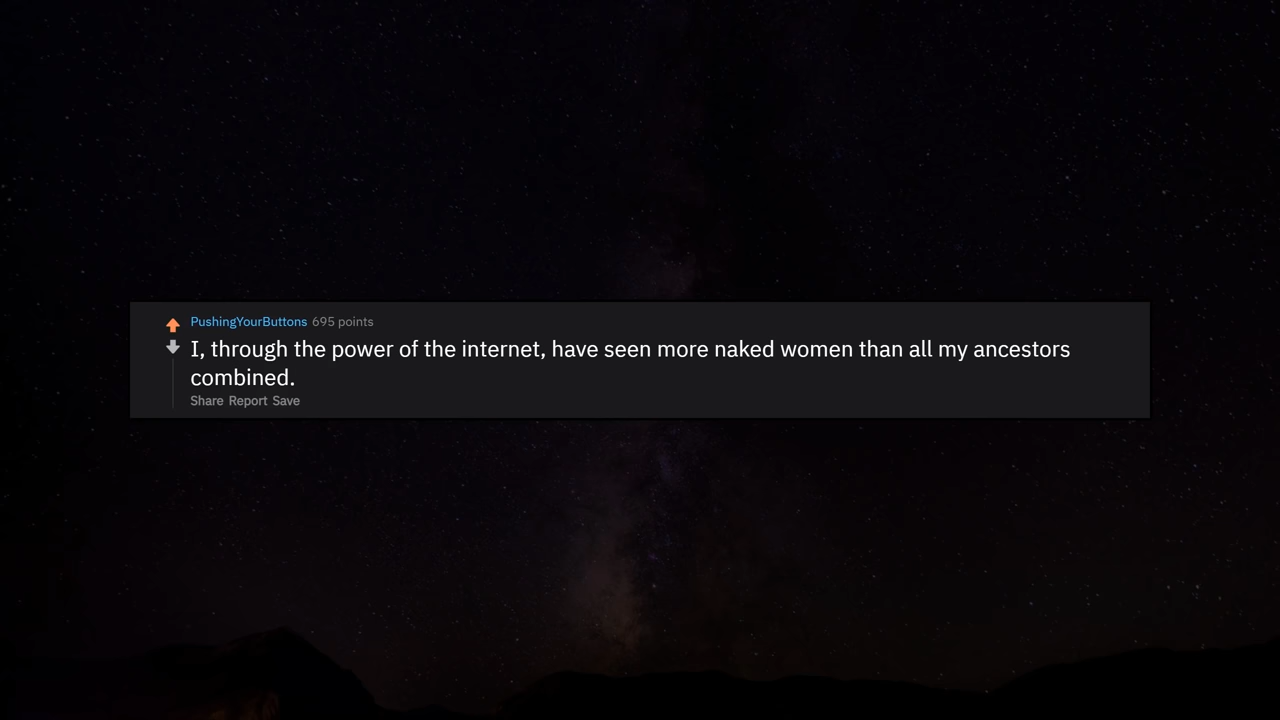 PushingYourButtons 695 points
I, through the power of the internet, have seen more naked women than all my ancestors
combined.
Share Report Save